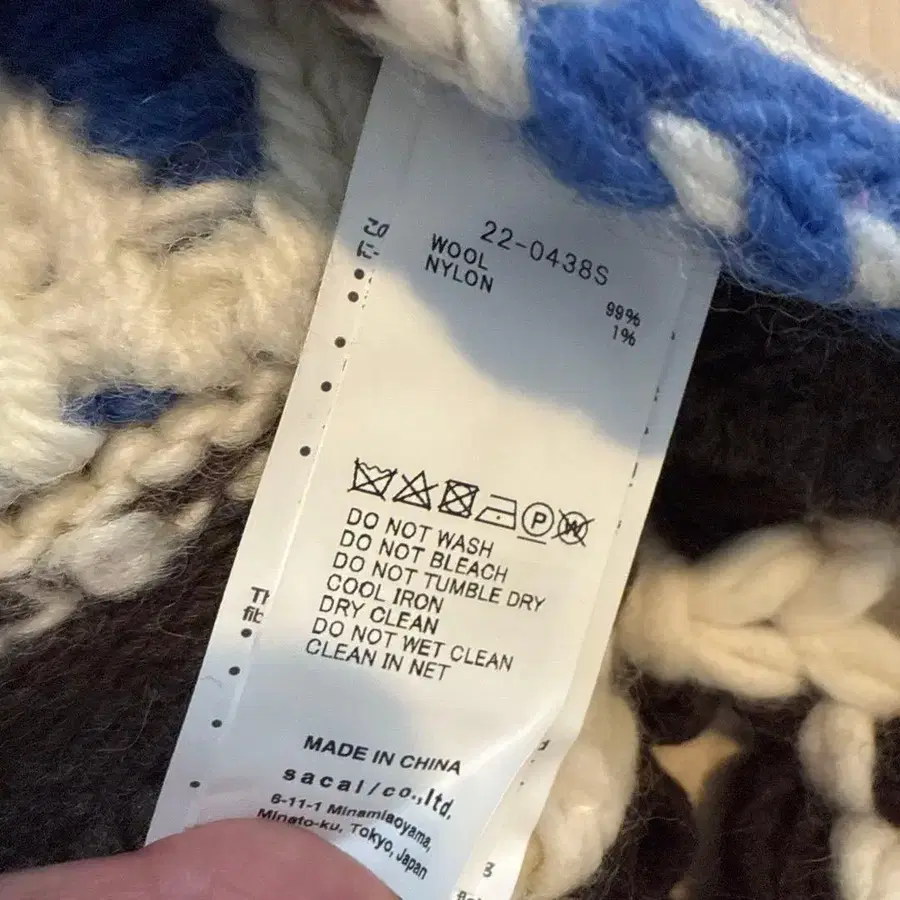 22-0438S
WOOL 99%
NYLON 1%
P
W
DO NOT WASH
DO NOT BLEACH
DO NOT TUMBLE DRY
COOL IRON
DRY CLEAN
DO NOT WET CLEAN
CLEAN IN NET
MADE IN CHINA
sacai/co.,ltd.
6-11-1 Minamiaoyama,
Minato-ku, Tokyo, Japan